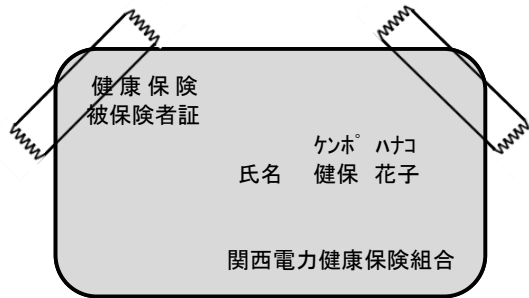 健康保険
被保険者証
ｹﾝﾎﾟ ﾊﾅｺ
氏名 健保 花子
関西電力健康保険組合